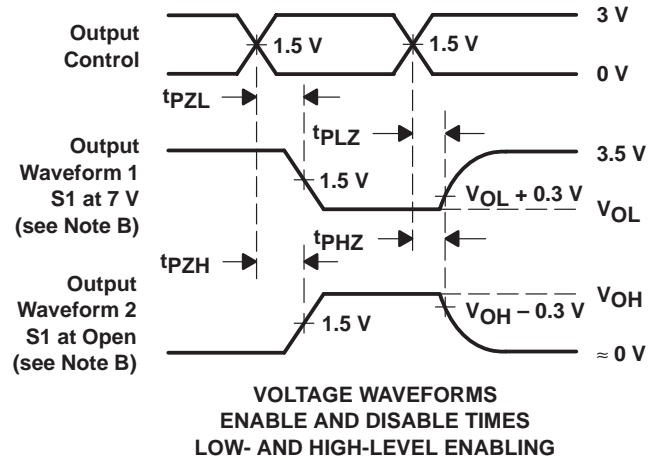 Output
Control
1.5 V
1.5 V
3 V
0 V
tPZL
tPLZ
Output
Waveform 1
S1 at 7 V
(see Note B)
1.5 V
3.5 V
VOL + 0.3 V
VOL
tPZH
tPHZ
Output
Waveform 2
S1 at Open
(see Note B)
1.5 V
VOH
VOH – 0.3 V
≈ 0 V
VOLTAGE WAVEFORMS
ENABLE AND DISABLE TIMES
LOW- AND HIGH-LEVEL ENABLING